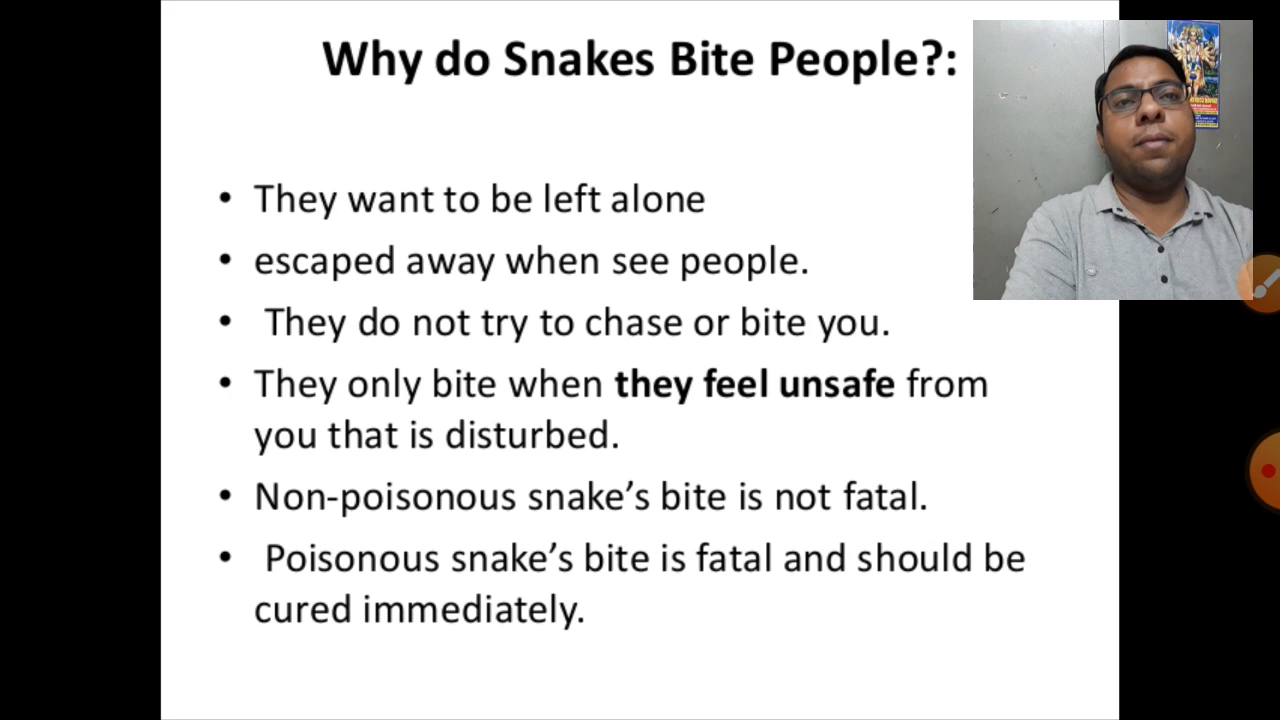 Why do Snakes Bite People?:
• They want to be left alone
• escaped away when see people.
• They do not try to chase or bite you.
• They only bite when they feel unsafe from
you that is disturbed.
• Non-poisonous snake’s bite is not fatal.
• Poisonous snake’s bite is fatal and should be
cured immediately.